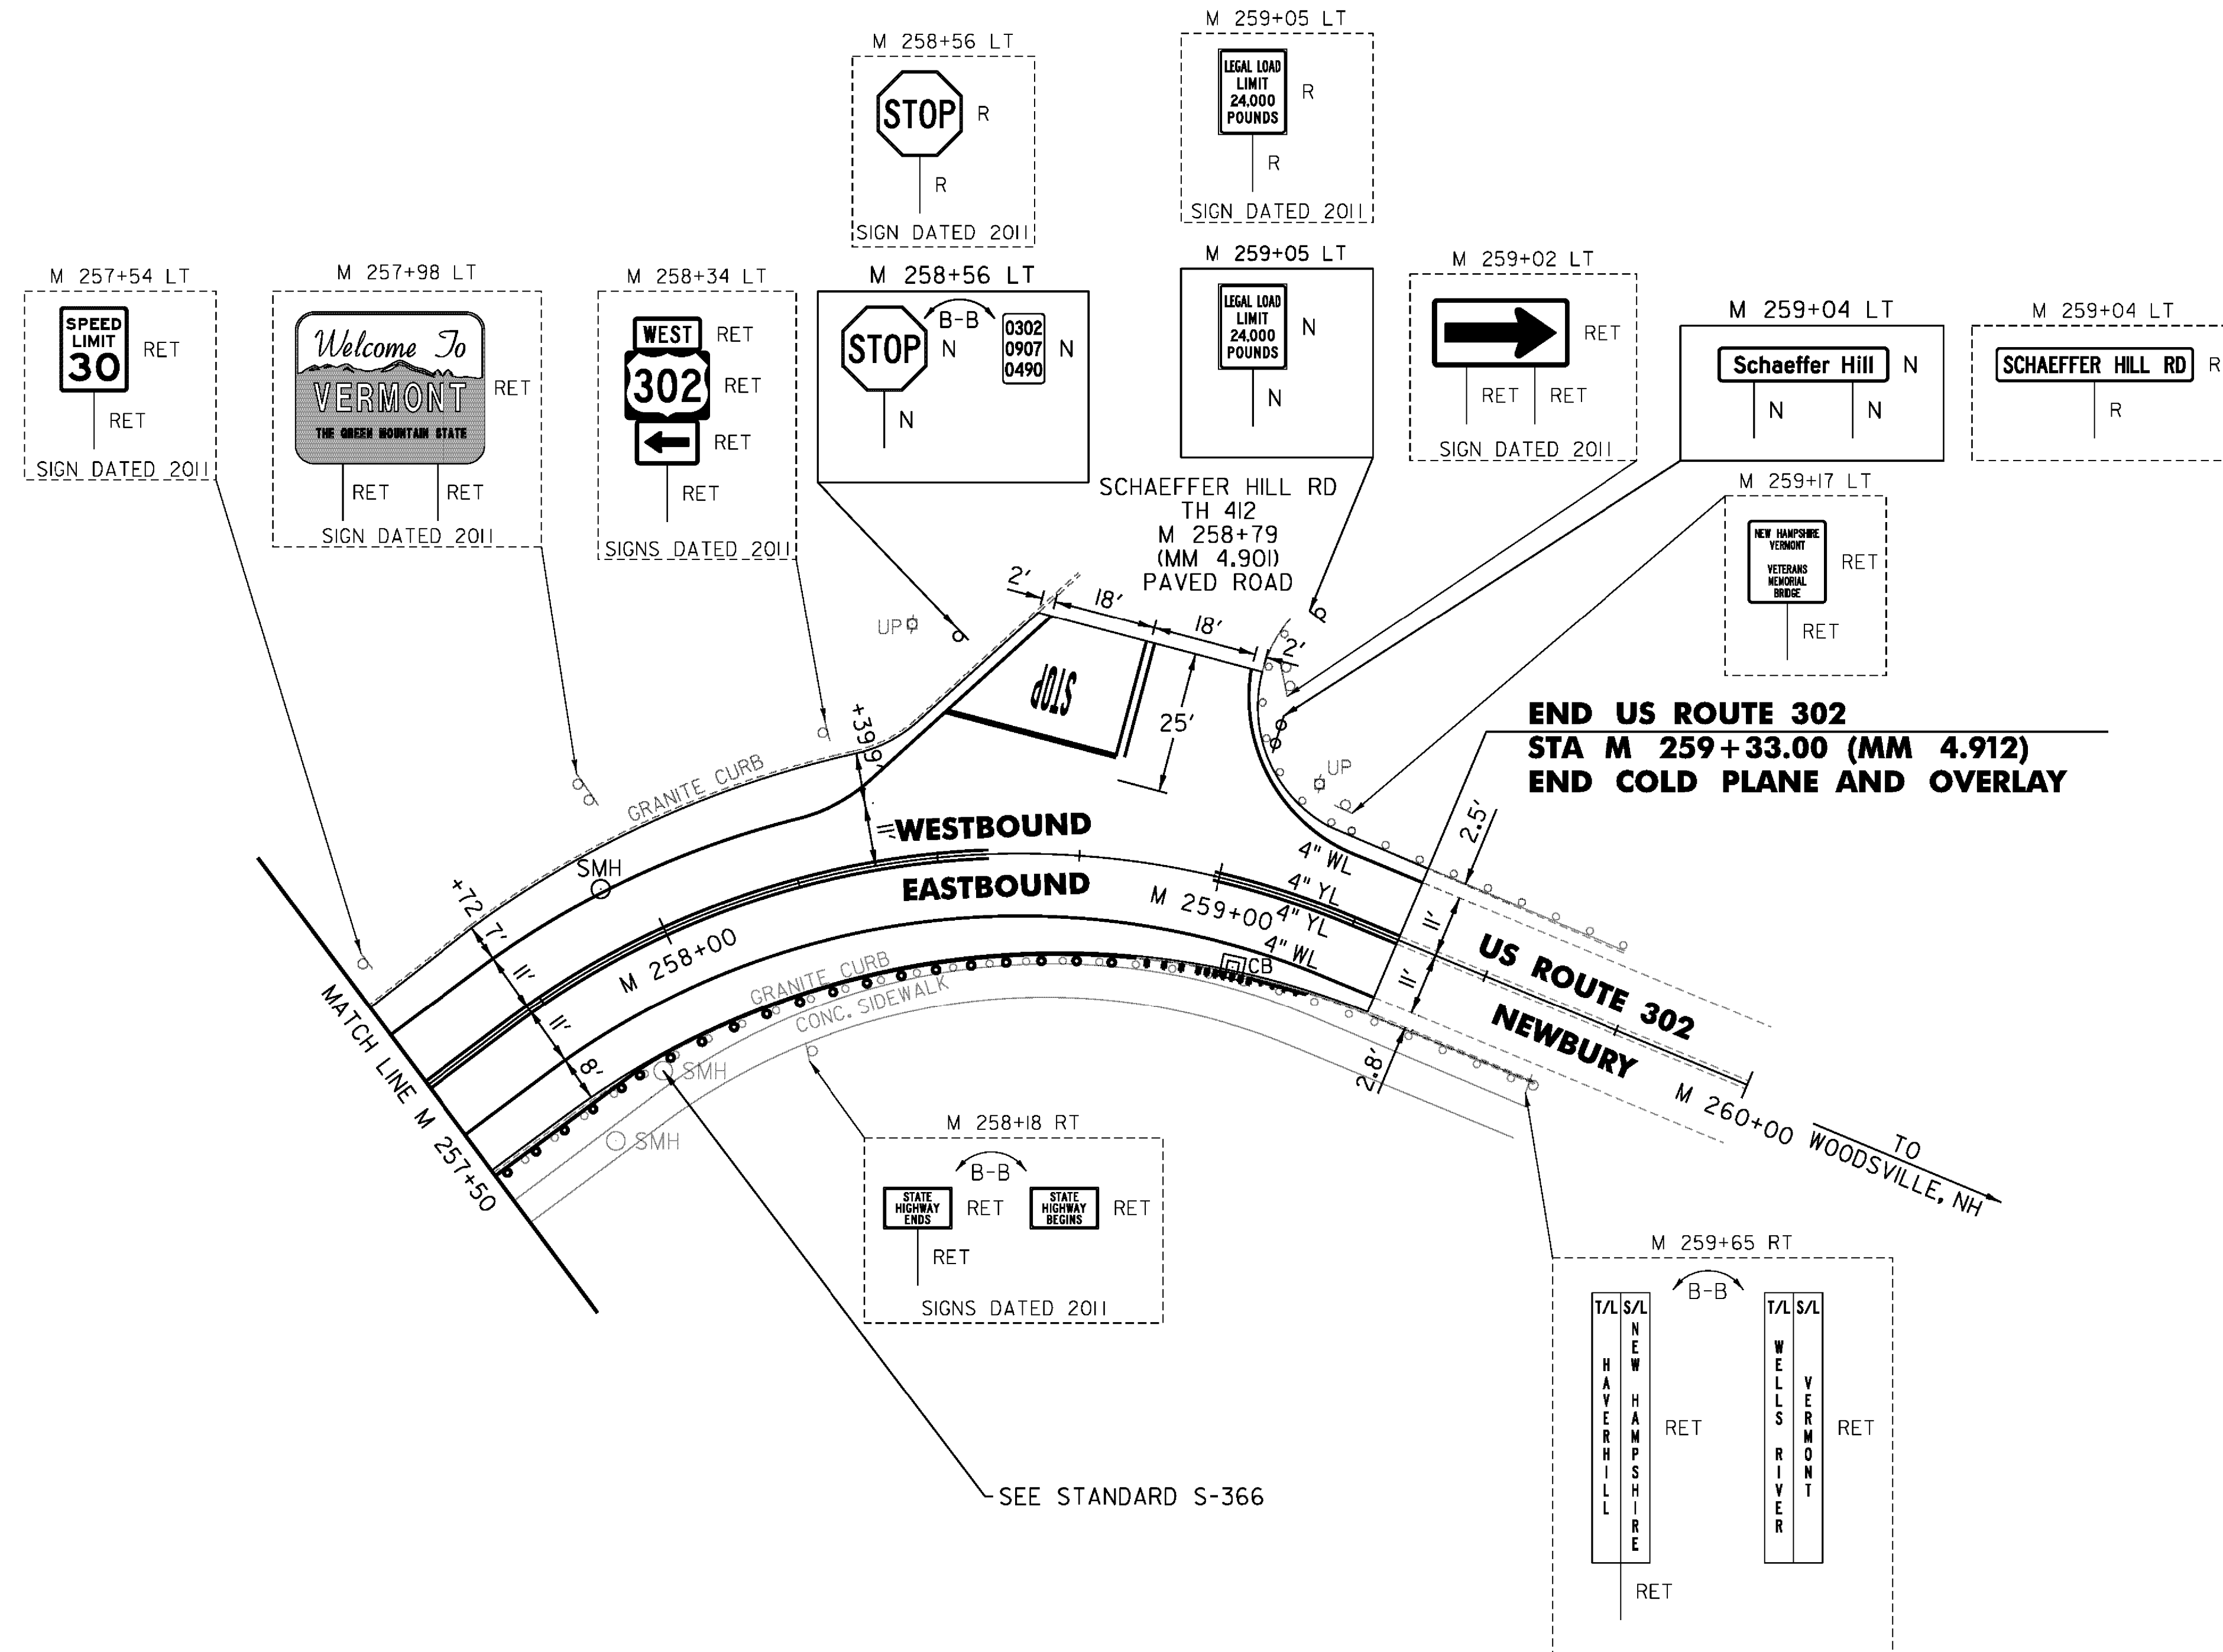 M 258+56 LT
STOP R
R
SIGN DATED 2011
M 259+05 LT
LEGAL LOAD
LIMIT
24,000
POUNDS
R
R
SIGN DATED 2011
M 257+54 LT
SPEED
LIMIT
30
RET
RET
SIGN DATED 2011
M 257+98 LT
Welcome To
VERMONT
THE GREEN MOUNTAIN STATE
RET
RET RET
SIGN DATED 2011
M 258+34 LT
WEST RET
302 RET
RET
RET
SIGNS DATED 2011
M 258+56 LT
STOP N
B-B
0302
0907
0490
N
N
M 259+05 LT
LEGAL LOAD
LIMIT
24,000
POUNDS
N
N
M 259+02 LT
RET
RET RET
SIGN DATED 2011
M 259+04 LT
Schaeffer Hill N
N N
M 259+04 LT
SCHAEFFER HILL RD R
R
M 259+17 LT
NEW HAMPSHIRE
VERMONT
VETERANS
MEMORIAL
BRIDGE
RET
RET
SCHAEFFER HILL RD
TH 412
M 258+79
(MM 4.901)
PAVED ROAD
2'
18'
18'
2'
UP
STOP
25'
UP
END US ROUTE 302
STA M 259+33.00 (MM 4.912)
END COLD PLANE AND OVERLAY
+39
9'
GRANITE CURB
11'
WESTBOUND
EASTBOUND
SMH
+72
7'
11'
11'
8'
M 258+00
M 259+00
4" WL
4" YL
4" YL
4" WL
2.5'
11'
11'
2.8'
GRANITE CURB
CONC. SIDEWALK
CB
US ROUTE 302
NEWBURY
M 260+00
TO
WOODSVILLE, NH
MATCH LINE M 257+50
SMH
SMH
M 258+18 RT
B-B
STATE
HIGHWAY
ENDS
RET
STATE
HIGHWAY
BEGINS
RET
RET
SIGNS DATED 2011
SEE STANDARD S-366
M 259+65 RT
B-B
T/L S/L
HAVERHILL
NEW HAMPSHIRE
RET
T/L S/L
WELLS RIVER
VERMONT
RET
RET